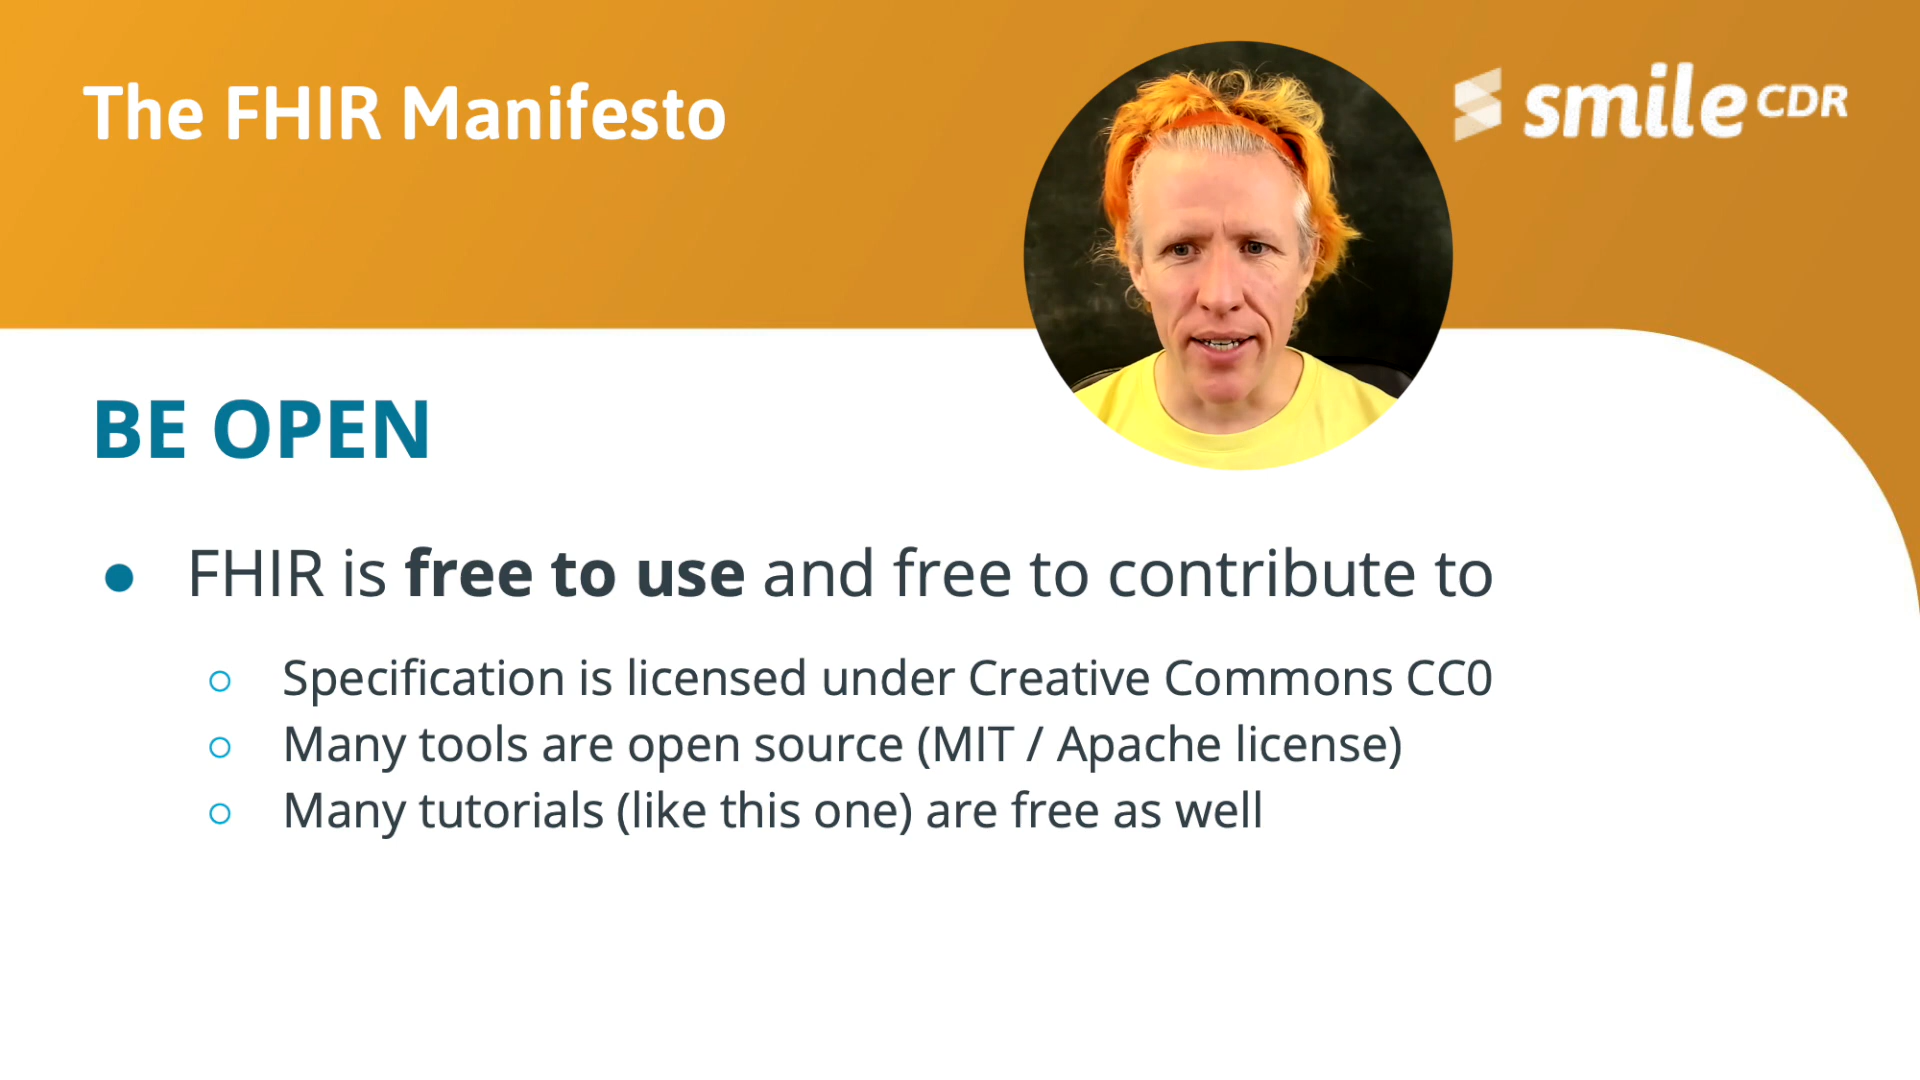 The FHIR Manifesto
smile CDR
BE OPEN
● FHIR is free to use and free to contribute to
○ Specification is licensed under Creative Commons CC0
○ Many tools are open source (MIT / Apache license)
○ Many tutorials (like this one) are free as well